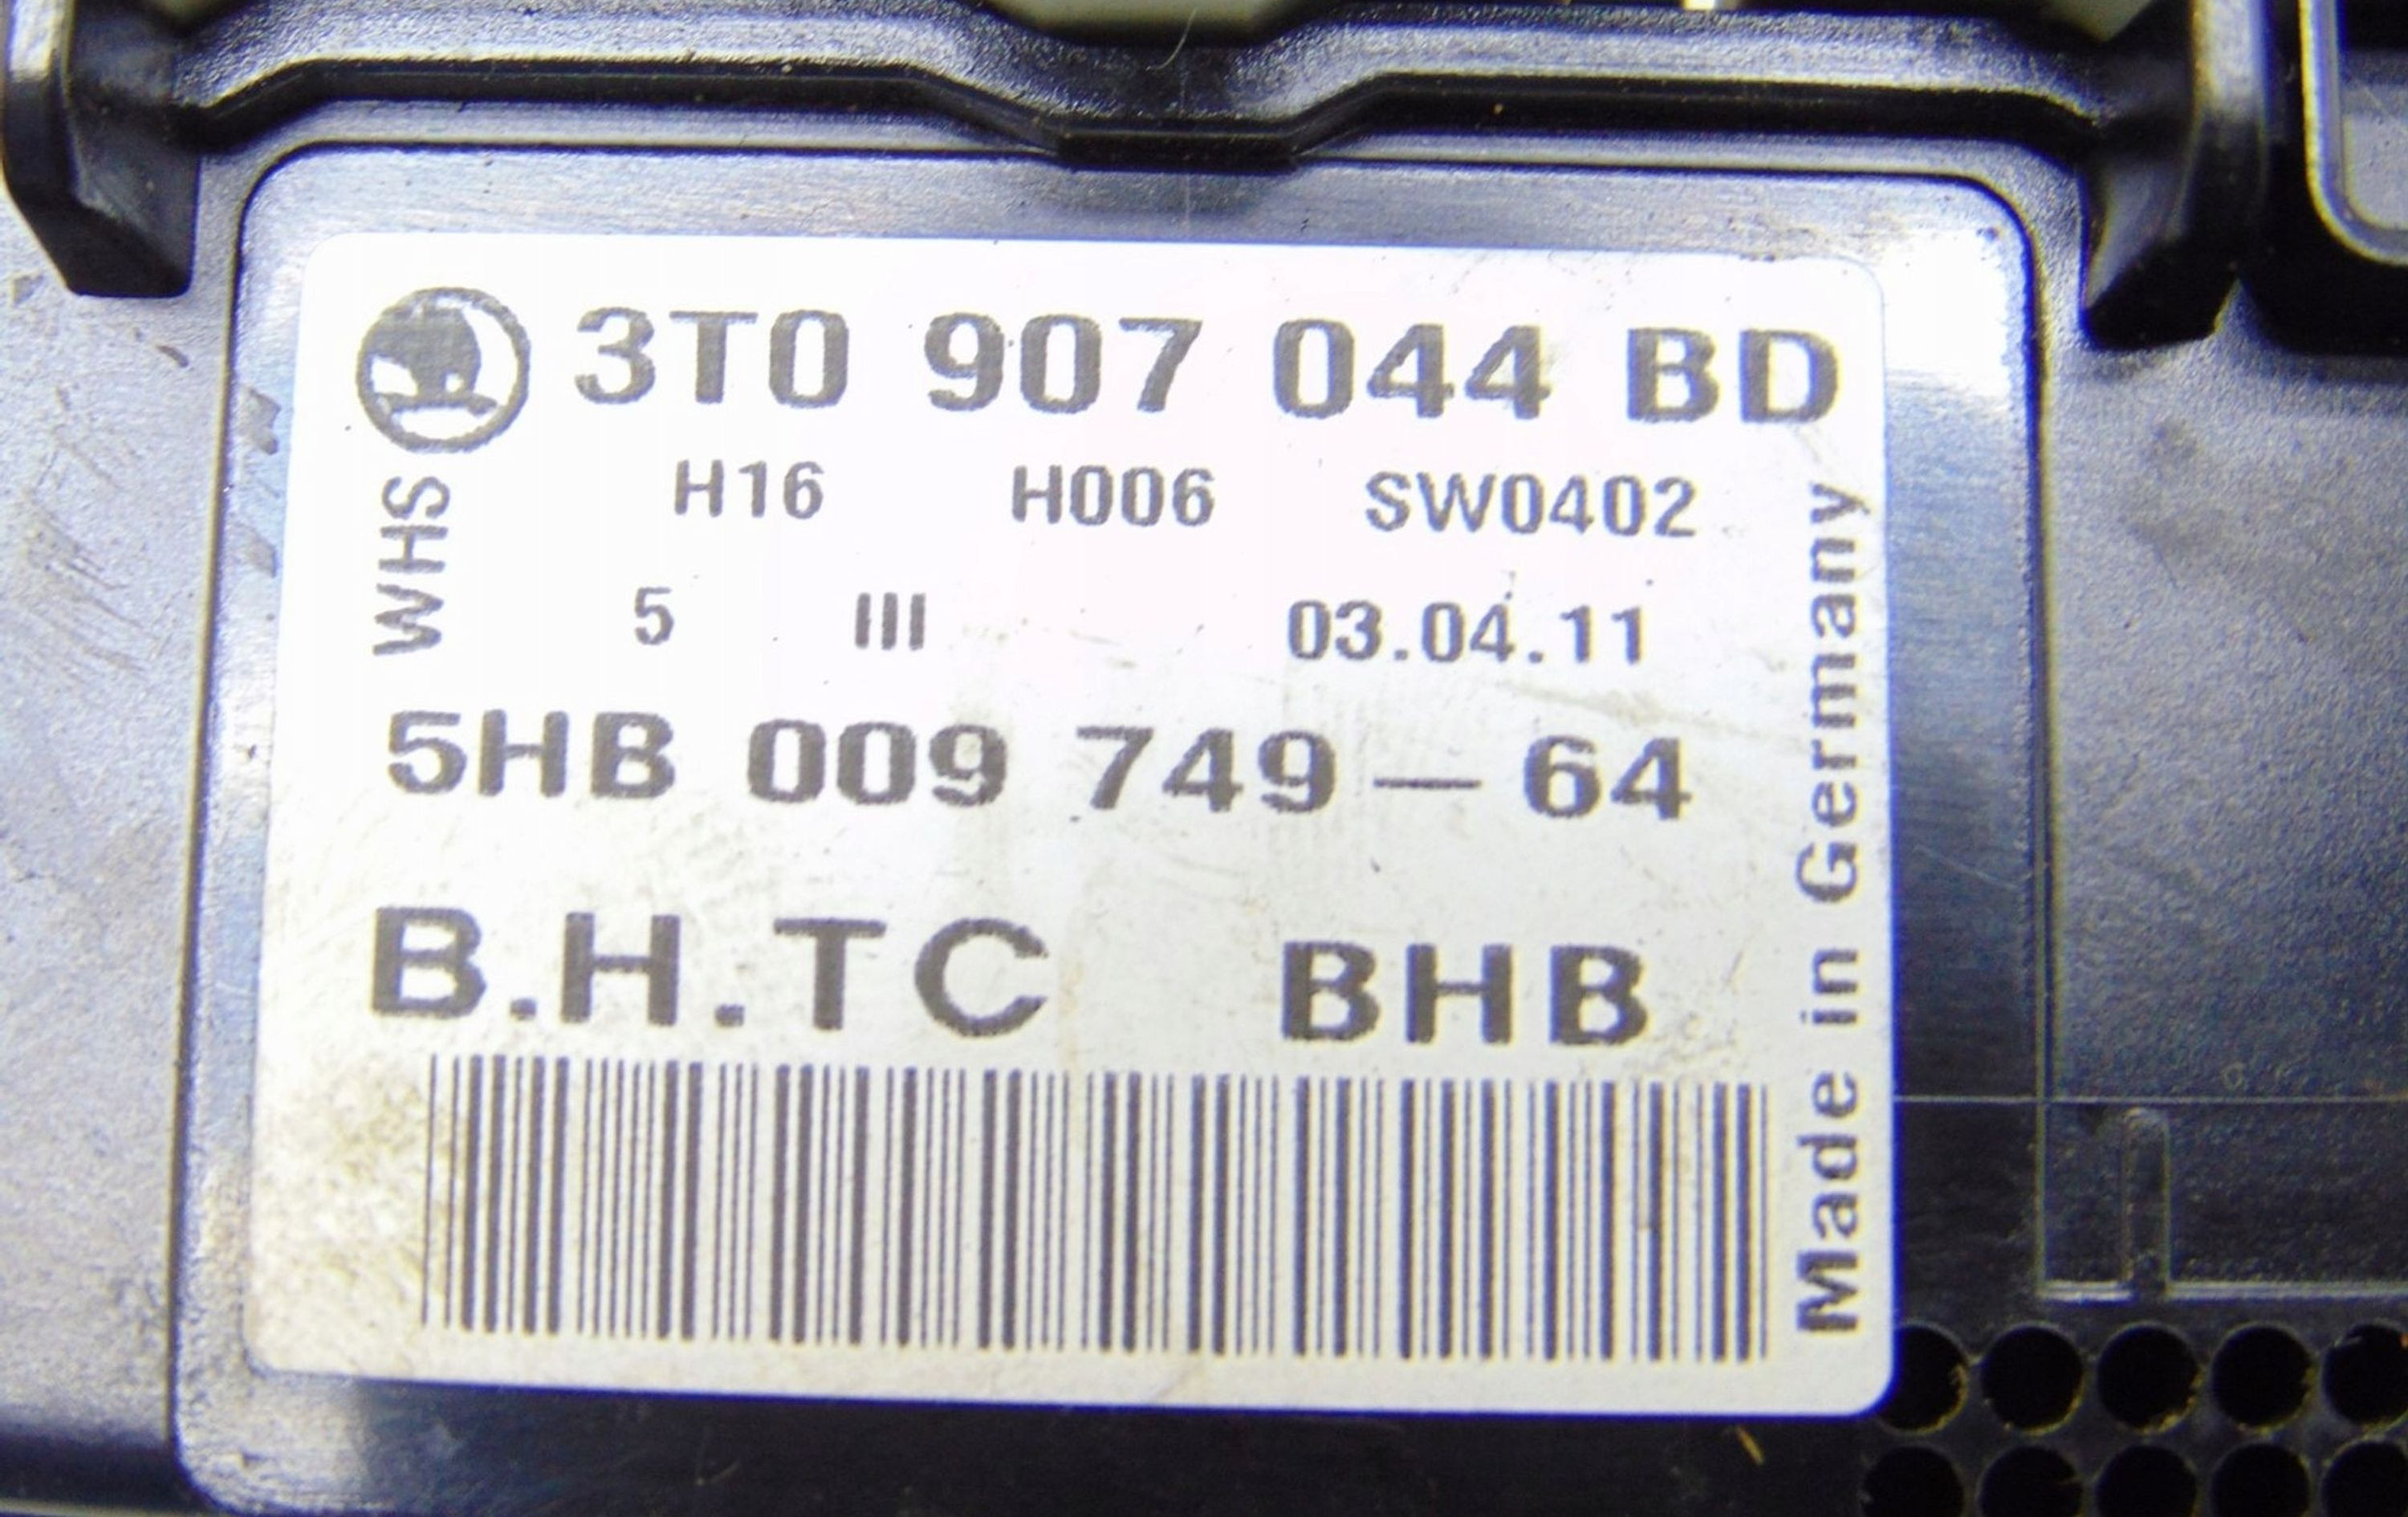 3T0 907 044 BD
H16 H006 SW0402
WHS
5 III 03.04.11
5HB 009 749-64
B.H.TC BHB
Made in Germany